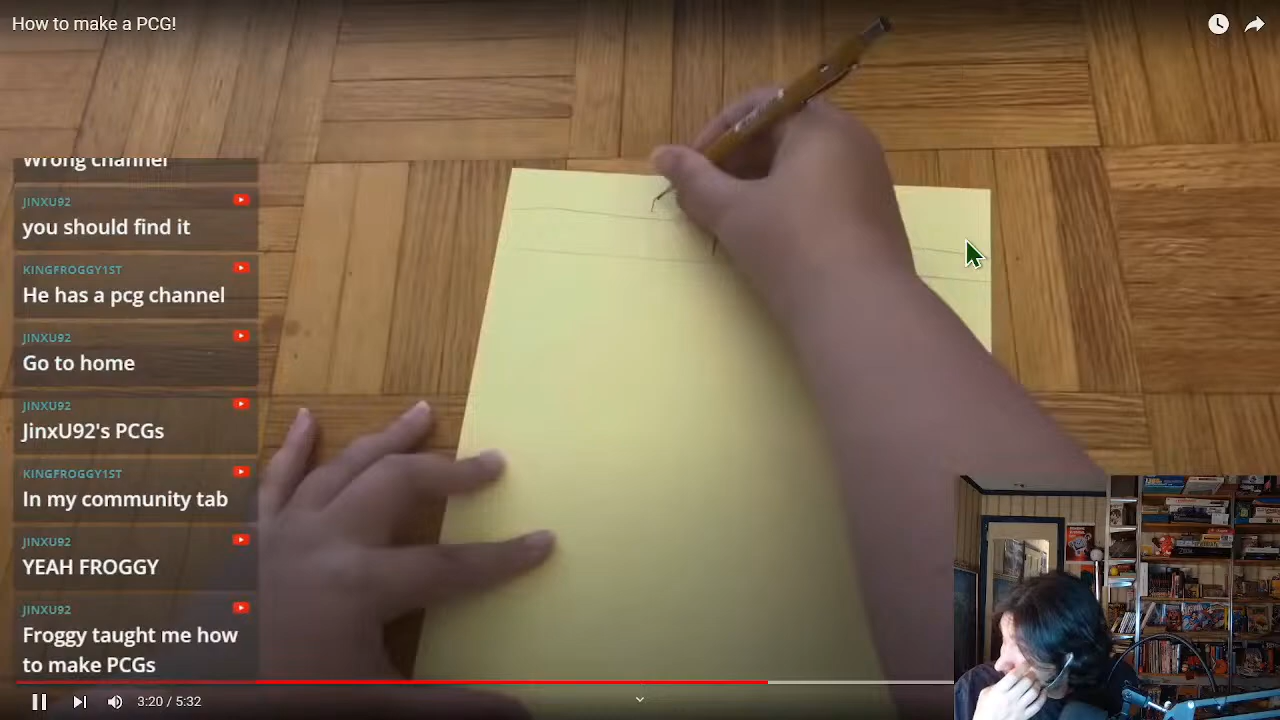 How to make a PCG!
Wrong channel
JINXU92
you should find it
KINGFROGGY1ST
He has a pcg channel
JINXU92
Go to home
JINXU92
JinxU92's PCGs
KINGFROGGY1ST
In my community tab
JINXU92
YEAH FROGGY
JINXU92
Froggy taught me how
to make PCGs
3:20 / 5:32